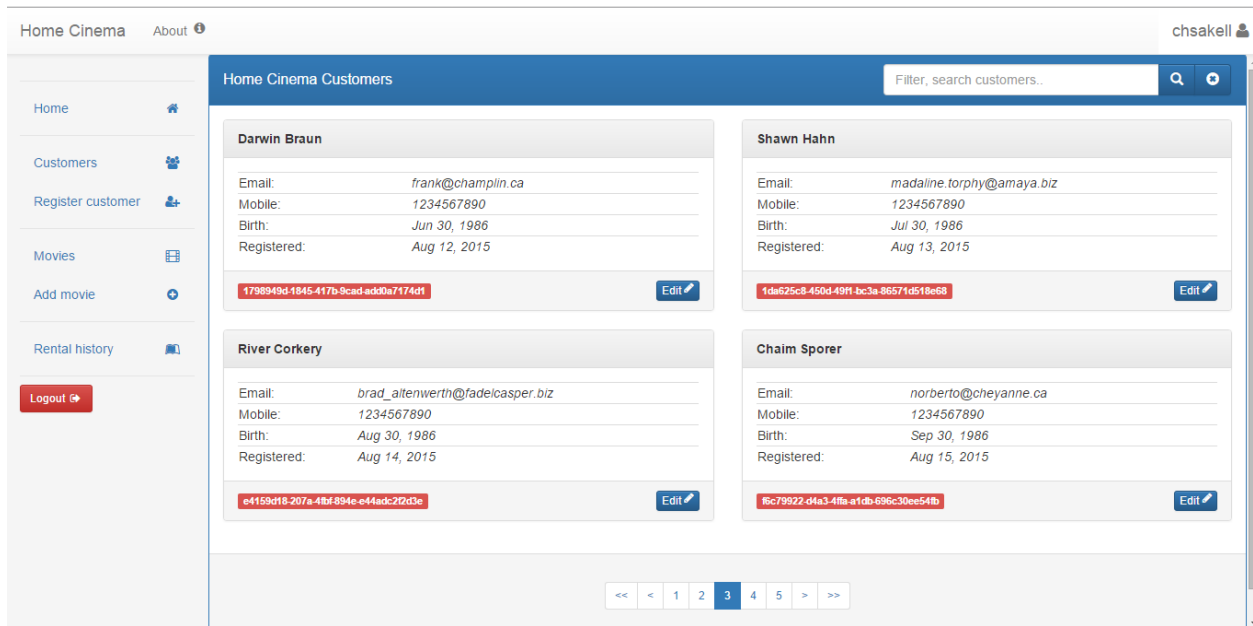 Home Cinema About chsakell
Home Cinema Customers Filter, search customers..
Home
Customers
Register customer
Movies
Add movie
Rental history
Logout
Darwin Braun
Email: frank@champlin.ca
Mobile: 1234567890
Birth: Jun 30, 1986
Registered: Aug 12, 2015
1798949d-1845-417b-9cad-add0a7174df Edit
Shawn Hahn
Email: madaline.torphy@amaya.biz
Mobile: 1234567890
Birth: Jul 30, 1986
Registered: Aug 13, 2015
1da625c8-450d-49f1-bc3a-86571d518e68 Edit
River Corkery
Email: brad_altenwerth@fadelcasper.biz
Mobile: 1234567890
Birth: Aug 30, 1986
Registered: Aug 14, 2015
e4159d18-207a-4fbf-894e-e44adc2f2d3e Edit
Chaim Sporer
Email: norberto@cheyanne.ca
Mobile: 1234567890
Birth: Sep 30, 1986
Registered: Aug 15, 2015
f6c79922-d4a3-4ffa-a1db-696c30ee54fb Edit
<< < 1 2 3 4 5 > >>